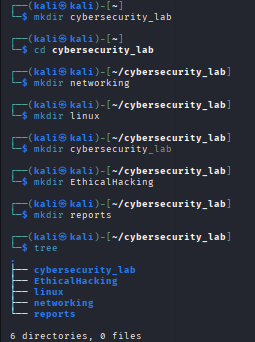 ┌──(kali㉿kali)-[~]
└─$ mkdir cybersecurity_lab
┌──(kali㉿kali)-[~]
└─$ cd cybersecurity_lab
┌──(kali㉿kali)-[~/cybersecurity_lab]
└─$ mkdir networking
┌──(kali㉿kali)-[~/cybersecurity_lab]
└─$ mkdir linux
┌──(kali㉿kali)-[~/cybersecurity_lab]
└─$ mkdir cybersecurity_lab
┌──(kali㉿kali)-[~/cybersecurity_lab]
└─$ mkdir EthicalHacking
┌──(kali㉿kali)-[~/cybersecurity_lab]
└─$ mkdir reports
┌──(kali㉿kali)-[~/cybersecurity_lab]
└─$ tree
.
├── cybersecurity_lab
├── EthicalHacking
├── linux
├── networking
└── reports
6 directories, 0 files